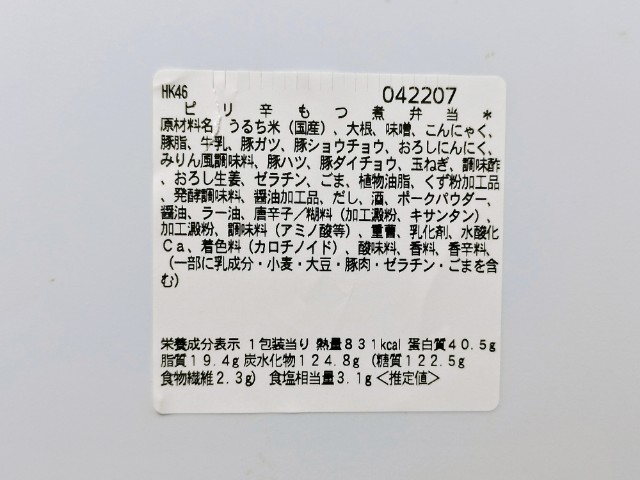 HK46 042207
ピリ辛もつ煮弁当*
原材料名 うるち米（国産）、大根、味噌、こんにゃく、
豚脂、牛乳、豚ガツ、豚ショウチョウ、おろしにんにく、
みりん風調味料、豚ハツ、豚ダイチョウ、玉ねぎ、調味酢
、おろし生姜、ゼラチン、ごま、植物油脂、くず粉加工品
、発酵調味料、醤油加工品、だし、酒、ポークパウダー、
醤油、ラー油、唐辛子／糊料（加工澱粉、キサンタン）、
加工澱粉、調味料（アミノ酸等）、重曹、乳化剤、水酸化
Ｃａ、着色料（カロチノイド）、酸味料、香料、香辛料、
（一部に乳成分・小麦・大豆・豚肉・ゼラチン・ごまを含
む）
栄養成分表示 １包装当り 熱量８３１kcal 蛋白質４０.５g
脂質１９.４g 炭水化物１２４.８g（糖質１２２.５g
食物繊維２.３g） 食塩相当量３.１g＜推定値＞